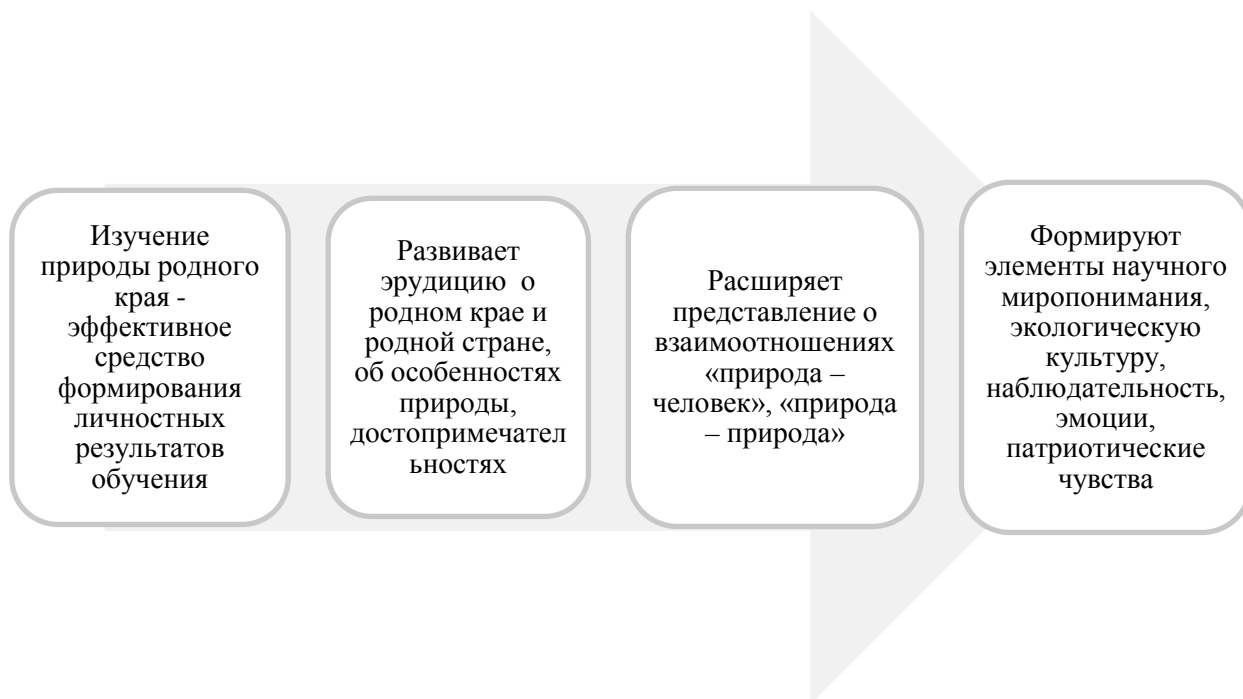 Изучение
природы родного
края -
эффективное
средство
формирования
личностных
результатов
обучения
Развивает
эрудицию о
родном крае и
родной стране,
об особенностях
природы,
достопримечател
ьностях
Расширяет
представление о
взаимоотношениях
«природа –
человек», «природа
– природа»
Формируют
элементы научного
миропонимания,
экологическую
культуру,
наблюдательность,
эмоции,
патриотические
чувства